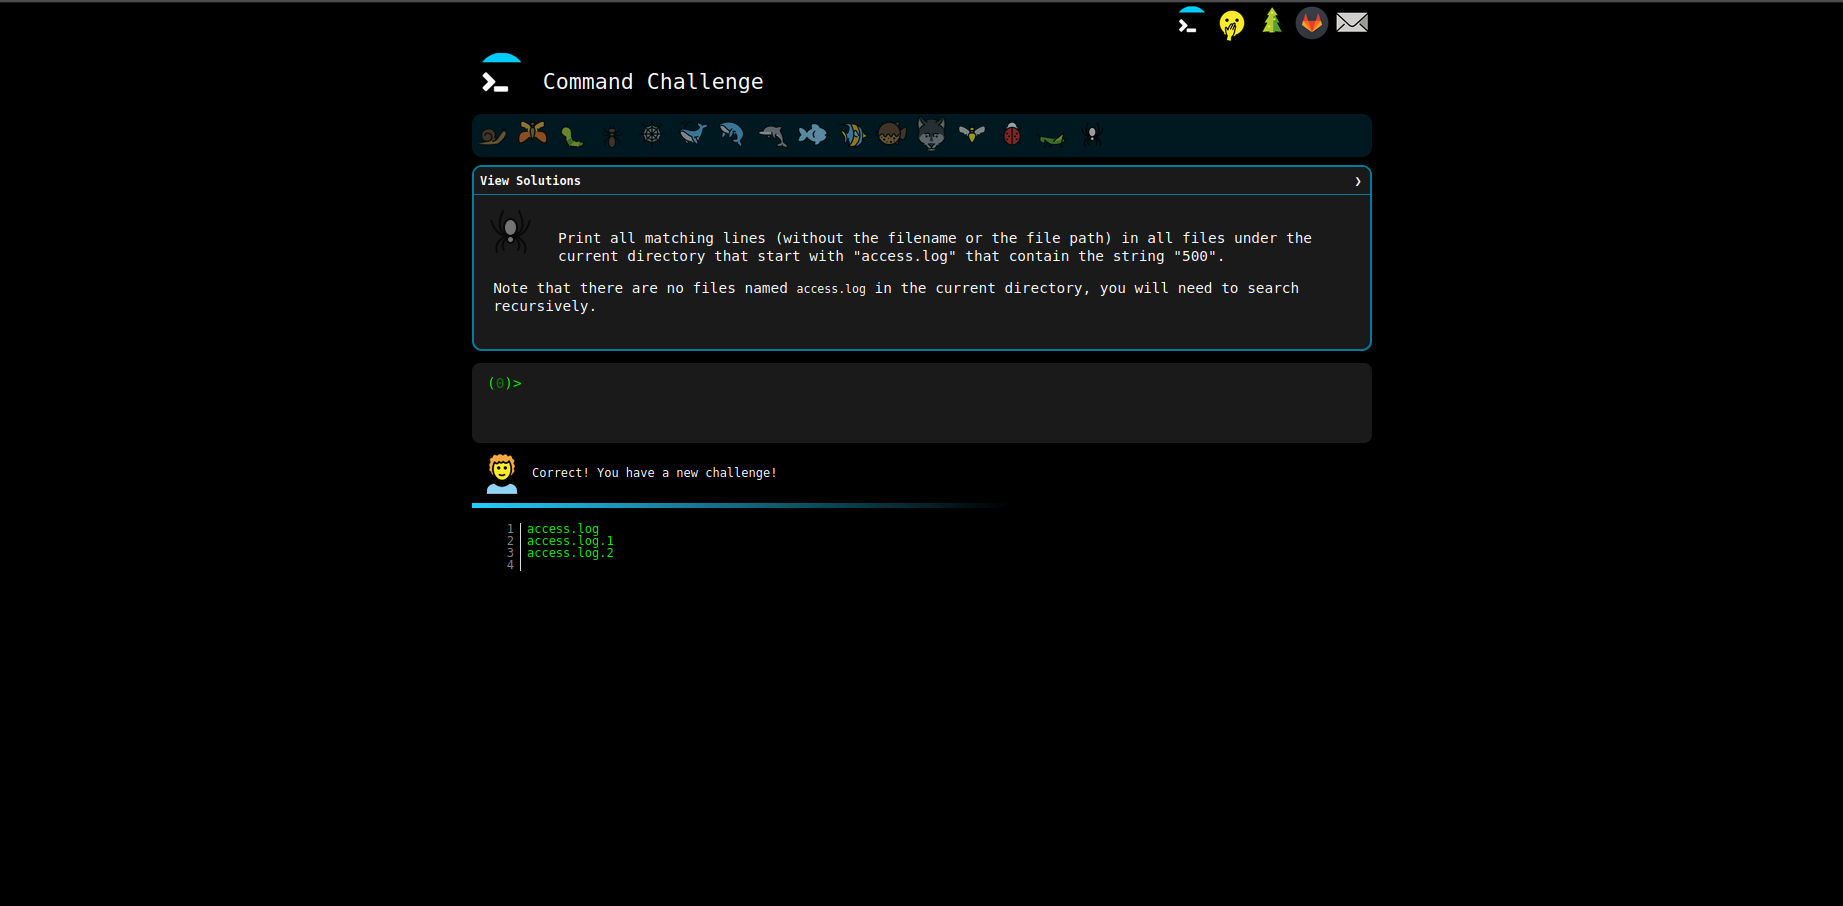 Command Challenge
View Solutions ❯
Print all matching lines (without the filename or the file path) in all files under the
current directory that start with "access.log" that contain the string "500".
Note that there are no files named access.log in the current directory, you will need to search
recursively.
(0)>
Correct! You have a new challenge!
1 access.log
2 access.log.1
3 access.log.2
4